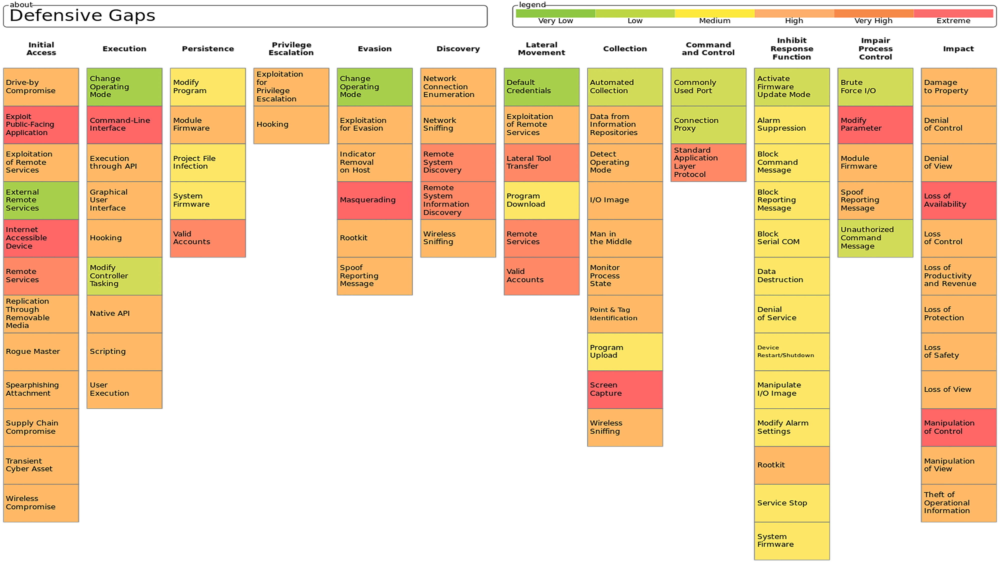 about
Defensive Gaps
legend
Very Low
Low
Medium
High
Very High
Extreme
Initial
Access
Drive-by
Compromise
Exploit
Public-Facing
Application
Exploitation
of Remote
Services
External
Remote
Services
Internet
Accessible
Device
Remote
Services
Replication
Through
Removable
Media
Rogue Master
Spearphishing
Attachment
Supply Chain
Compromise
Transient
Cyber Asset
Wireless
Compromise
Execution
Change
Operating
Mode
Command-Line
Interface
Execution
through API
Graphical
User
Interface
Hooking
Modify
Controller
Tasking
Native API
Scripting
User
Execution
Persistence
Modify
Program
Module
Firmware
Project File
Infection
System
Firmware
Valid
Accounts
Privilege
Escalation
Exploitation
for
Privilege
Escalation
Hooking
Evasion
Change
Operating
Mode
Exploitation
for Evasion
Indicator
Removal
on Host
Masquerading
Rootkit
Spoof
Reporting
Message
Discovery
Network
Connection
Enumeration
Network
Sniffing
Remote
System
Discovery
Remote
System
Information
Discovery
Wireless
Sniffing
Lateral
Movement
Default
Credentials
Exploitation
of Remote
Services
Lateral Tool
Transfer
Program
Download
Remote
Services
Valid
Accounts
Collection
Automated
Collection
Data from
Information
Repositories
Detect
Operating
Mode
I/O Image
Man in
the Middle
Monitor
Process
State
Point & Tag
Identification
Program
Upload
Screen
Capture
Wireless
Sniffing
Command
and Control
Commonly
Used Port
Connection
Proxy
Standard
Application
Layer
Protocol
Inhibit
Response
Function
Activate
Firmware
Update Mode
Alarm
Suppression
Block
Command
Message
Block
Reporting
Message
Block
Serial COM
Data
Destruction
Denial
of Service
Device
Restart/Shutdown
Manipulate
I/O Image
Modify Alarm
Settings
Rootkit
Service Stop
System
Firmware
Impair
Process
Control
Brute
Force I/O
Modify
Parameter
Module
Firmware
Spoof
Reporting
Message
Unauthorized
Command
Message
Impact
Damage
to Property
Denial
of Control
Denial
of View
Loss of
Availability
Loss
of Control
Loss of
Productivity
and Revenue
Loss of
Protection
Loss
of Safety
Loss of View
Manipulation
of Control
Manipulation
of View
Theft of
Operational
Information